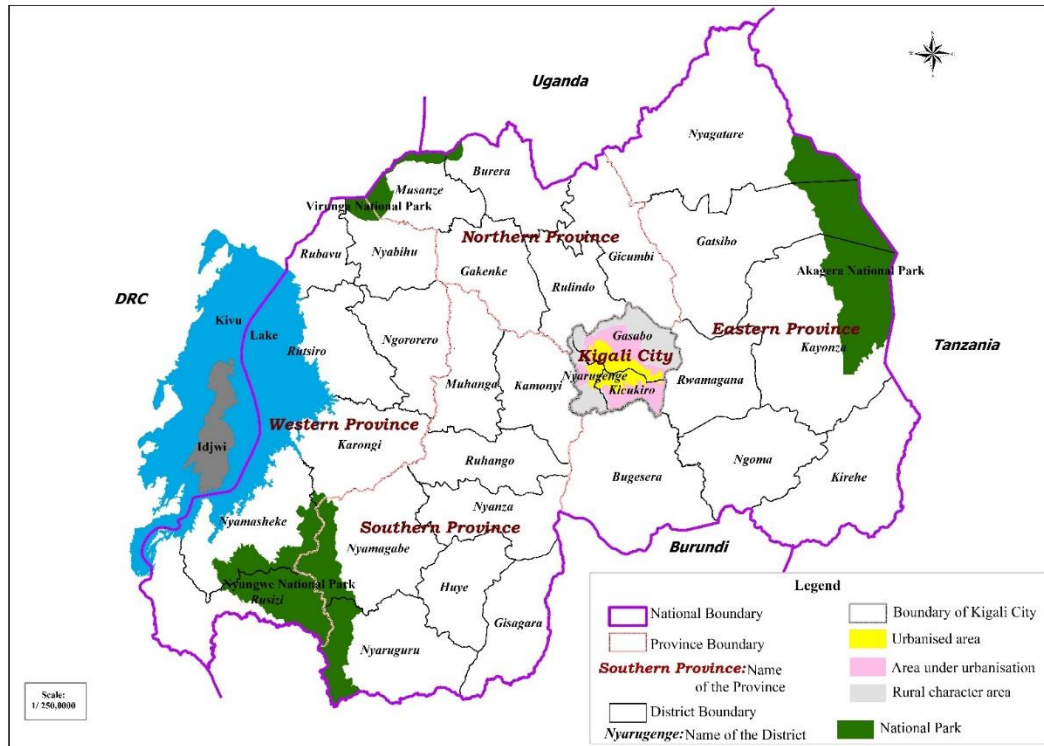 Uganda
Nyagatare
Burera
Musanze
Virunga National Park
Northern Province
Rubavu
Nyabihu
Gakenke
Gicumbi
Gatsibo
Rulindo
Akagera National Park
DRC
Kivu
Lake
Rutsiro
Ngororero
Gasabo
Kigali City
Eastern Province
Kayonza
Tanzania
Muhanga
Kamonyi
Nyarugenge
Kicukiro
Rwamagana
Western Province
Karongi
Idjwi
Ruhango
Bugesera
Ngoma
Kirehe
Nyanza
Nyamasheke
Southern Province
Nyamagabe
Burundi
Nyungwe National Park
Rusizi
Huye
Gisagara
Nyaruguru
Legend
National Boundary
Province Boundary
Southern Province: Name
of the Province
District Boundary
Nyarugenge: Name of the District
Boundary of Kigali City
Urbanised area
Area under urbanisation
Rural character area
National Park
Scale:
1/ 250,0000